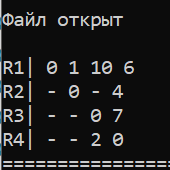 Файл открыт
R1| 0 1 10 6
R2| - 0 - 4
R3| - - 0 7
R4| - - 2 0
==================